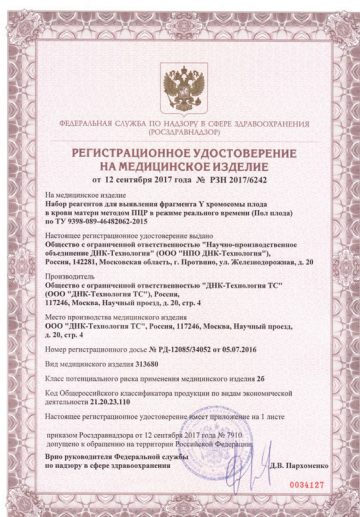 ФЕДЕРАЛЬНАЯ СЛУЖБА ПО НАДЗОРУ В СФЕРЕ ЗДРАВООХРАНЕНИЯ
(РОСЗДРАВНАДЗОР)
РЕГИСТРАЦИОННОЕ УДОСТОВЕРЕНИЕ
НА МЕДИЦИНСКОЕ ИЗДЕЛИЕ
от 12 сентября 2017 года № РЗН 2017/6242
На медицинское изделие
Набор реагентов для выявления фрагмента Y хромосомы плода
в крови матери методом ПЦР в режиме реального времени (Пол плода)
по ТУ 9398-089-46482062-2015
Настоящее регистрационное удостоверение выдано
Общество с ограниченной ответственностью "Научно-производственное
объединение ДНК-Технология" (ООО "НПО ДНК-Технология"),
Россия, 142281, Московская область, г. Протвино, ул. Железнодорожная, д. 20
Производитель
Общество с ограниченной ответственностью "ДНК-Технология ТС"
(ООО "ДНК-Технология ТС"), Россия,
117246, Москва, Научный проезд, д. 20, стр. 4
Место производства медицинского изделия
ООО "ДНК-Технология ТС", Россия, 117246, Москва, Научный проезд,
д. 20, стр. 4
Номер регистрационного досье № РД-12085/34052 от 05.07.2016
Вид медицинского изделия 313680
Класс потенциального риска применения медицинского изделия 2б
Код Общероссийского классификатора продукции по видам экономической
деятельности 21.20.23.110
Настоящее регистрационное удостоверение имеет приложение на 1 листе
приказом Росздравнадзора от 12 сентября 2017 года № 7910
допущено к обращению на территории Российской Федерации.
Врио руководителя Федеральной службы
по надзору в сфере здравоохранения
Д.В. Пархоменко
0034127